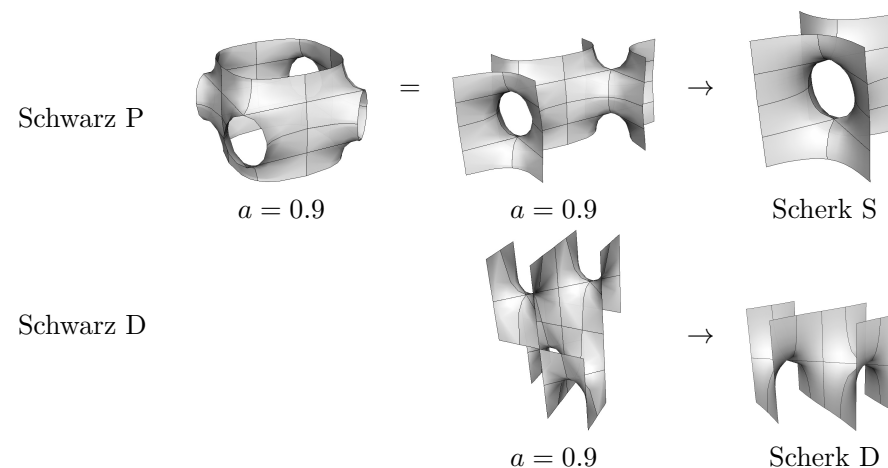 Schwarz P
= →
a = 0.9
a = 0.9
Scherk S
Schwarz D
→
a = 0.9
Scherk D